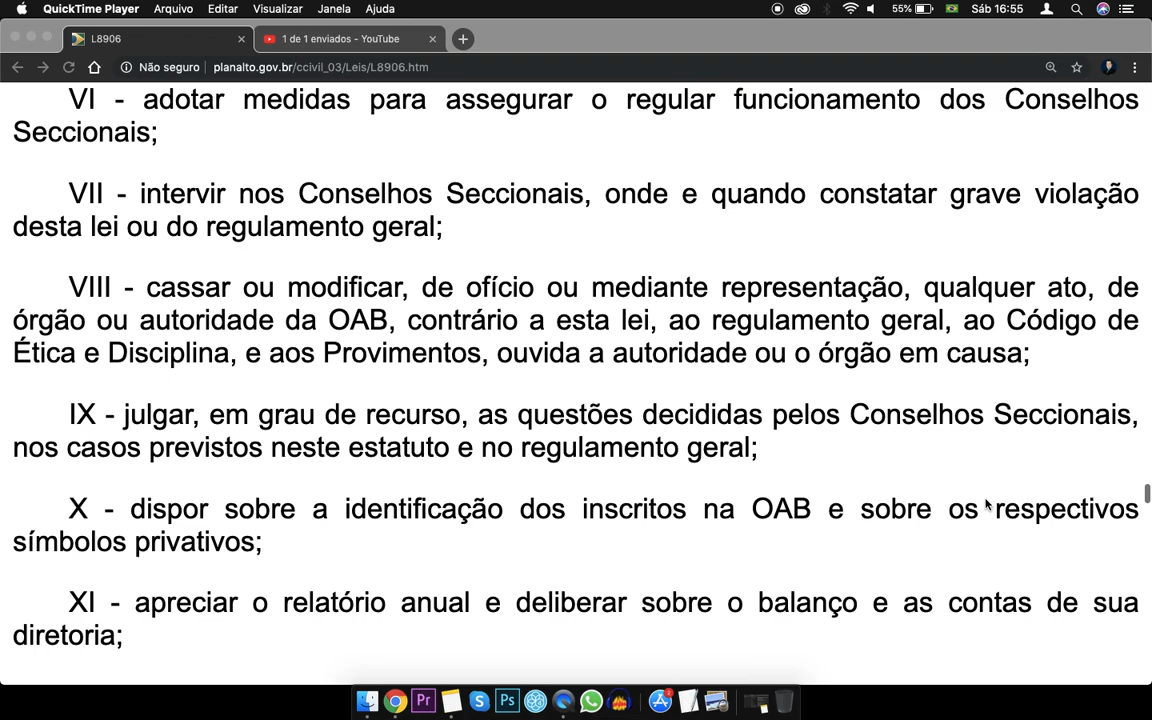 QuickTime Player Arquivo Editar Visualizar Janela Ajuda 55% Sáb 16:55
L8906 1 de 1 enviados - YouTube
Não seguro planalto.gov.br/ccivil_03/Leis/L8906.htm
VI - adotar medidas para assegurar o regular funcionamento dos Conselhos
Seccionais;
VII - intervir nos Conselhos Seccionais, onde e quando constatar grave violação
desta lei ou do regulamento geral;
VIII - cassar ou modificar, de ofício ou mediante representação, qualquer ato, de
órgão ou autoridade da OAB, contrário a esta lei, ao regulamento geral, ao Código de
Ética e Disciplina, e aos Provimentos, ouvida a autoridade ou o órgão em causa;
IX - julgar, em grau de recurso, as questões decididas pelos Conselhos Seccionais,
nos casos previstos neste estatuto e no regulamento geral;
X - dispor sobre a identificação dos inscritos na OAB e sobre os respectivos
símbolos privativos;
XI - apreciar o relatório anual e deliberar sobre o balanço e as contas de sua
diretoria;
Pr Ps